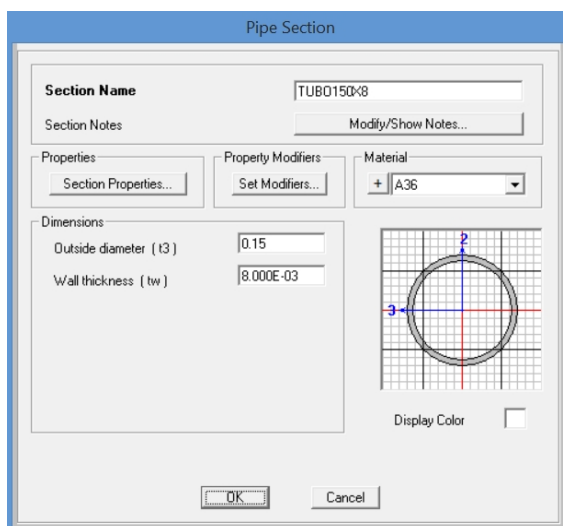 Pipe Section
Section Name TUBO150X8
Section Notes Modify/Show Notes...
Properties Property Modifiers Material
Section Properties... Set Modifiers... + A36
Dimensions
Outside diameter ( t3 ) 0.15
Wall thickness ( tw ) 8.000E-03
2
3
Display Color
OK Cancel